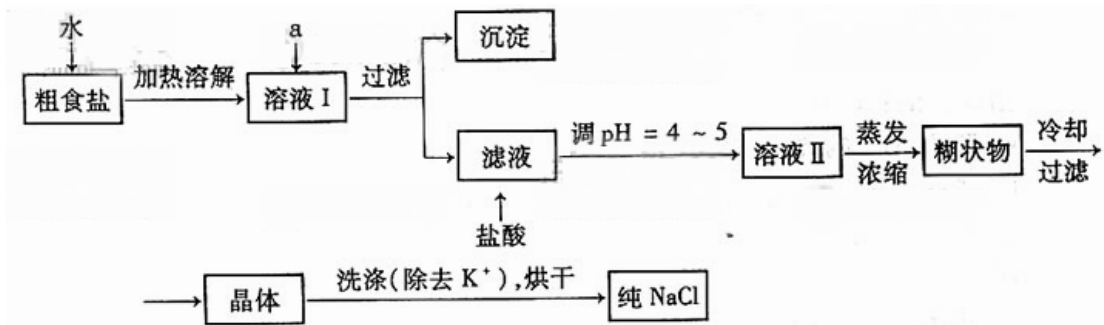 水
a
沉淀
粗食盐
加热溶解
溶液Ⅰ
过滤
滤液
调 pH = 4 ~ 5
溶液Ⅱ
蒸发
浓缩
糊状物
冷却
过滤
盐酸
晶体
洗涤(除去 K⁺),烘干
纯 NaCl